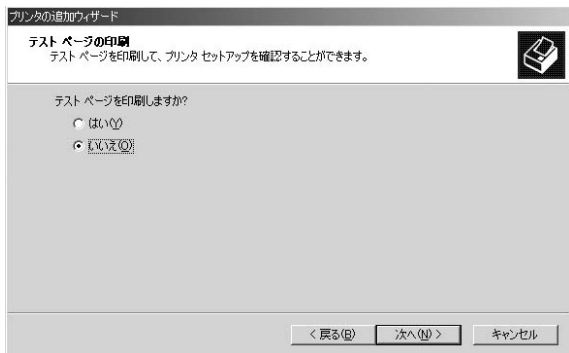 プリンタの追加ウィザード
テスト ページの印刷
テスト ページを印刷して、プリンタ セットアップを確認することができます。
テスト ページを印刷しますか?
はい(Y)
いいえ(O)
< 戻る(B)
次へ(N) >
キャンセル